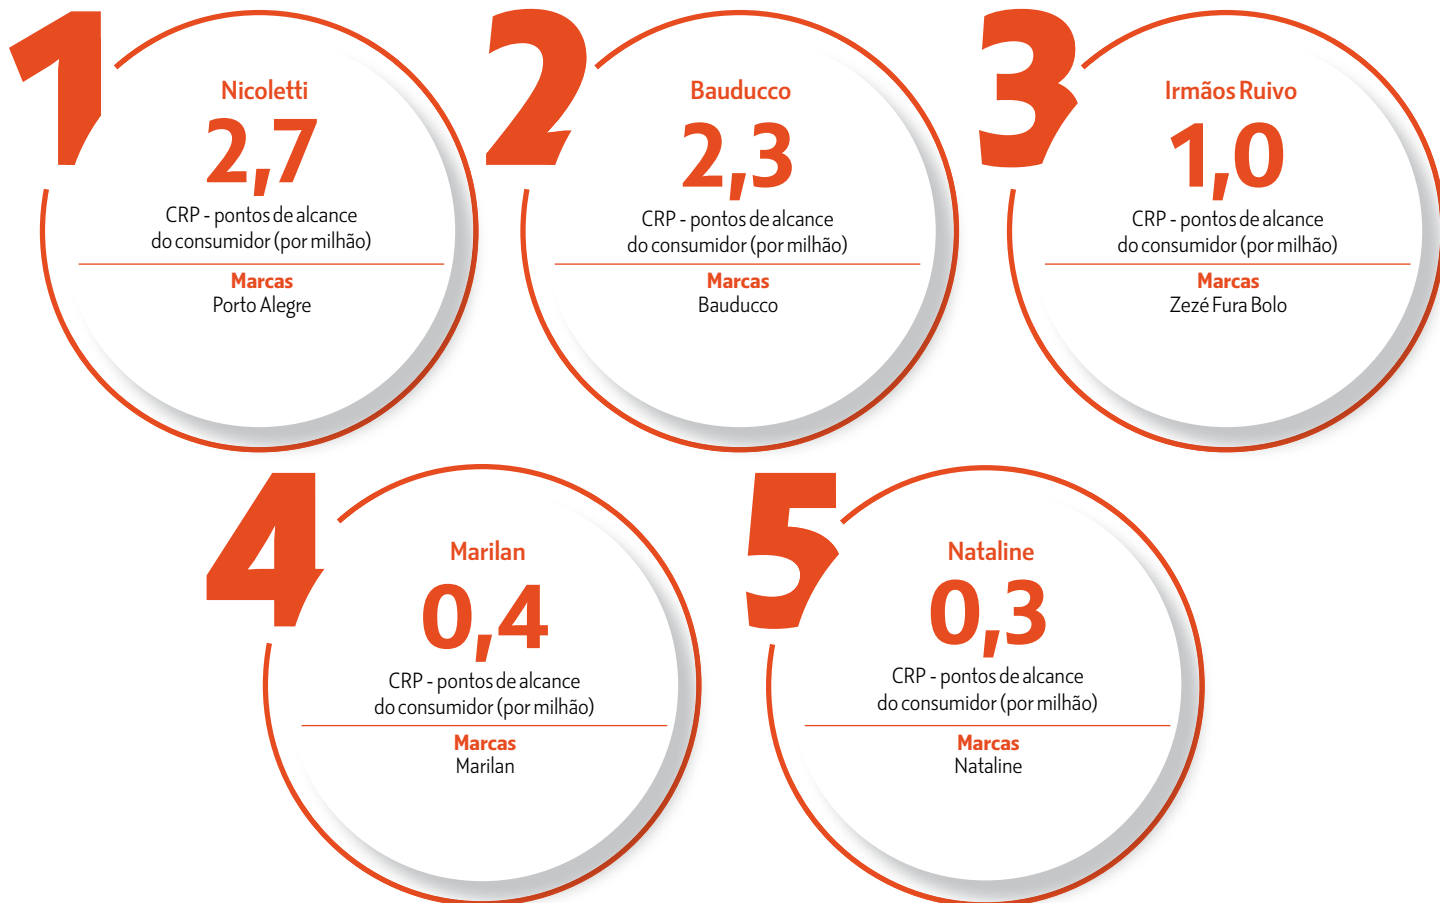 1
Nicoletti
2,7
CRP - pontos de alcance
do consumidor (por milhão)
Marcas
Porto Alegre
2
Bauducco
2,3
CRP - pontos de alcance
do consumidor (por milhão)
Marcas
Bauducco
3
Irmãos Ruivo
1,0
CRP - pontos de alcance
do consumidor (por milhão)
Marcas
Zezé Fura Bolo
4
Marilan
0,4
CRP - pontos de alcance
do consumidor (por milhão)
Marcas
Marilan
5
Nataline
0,3
CRP - pontos de alcance
do consumidor (por milhão)
Marcas
Nataline